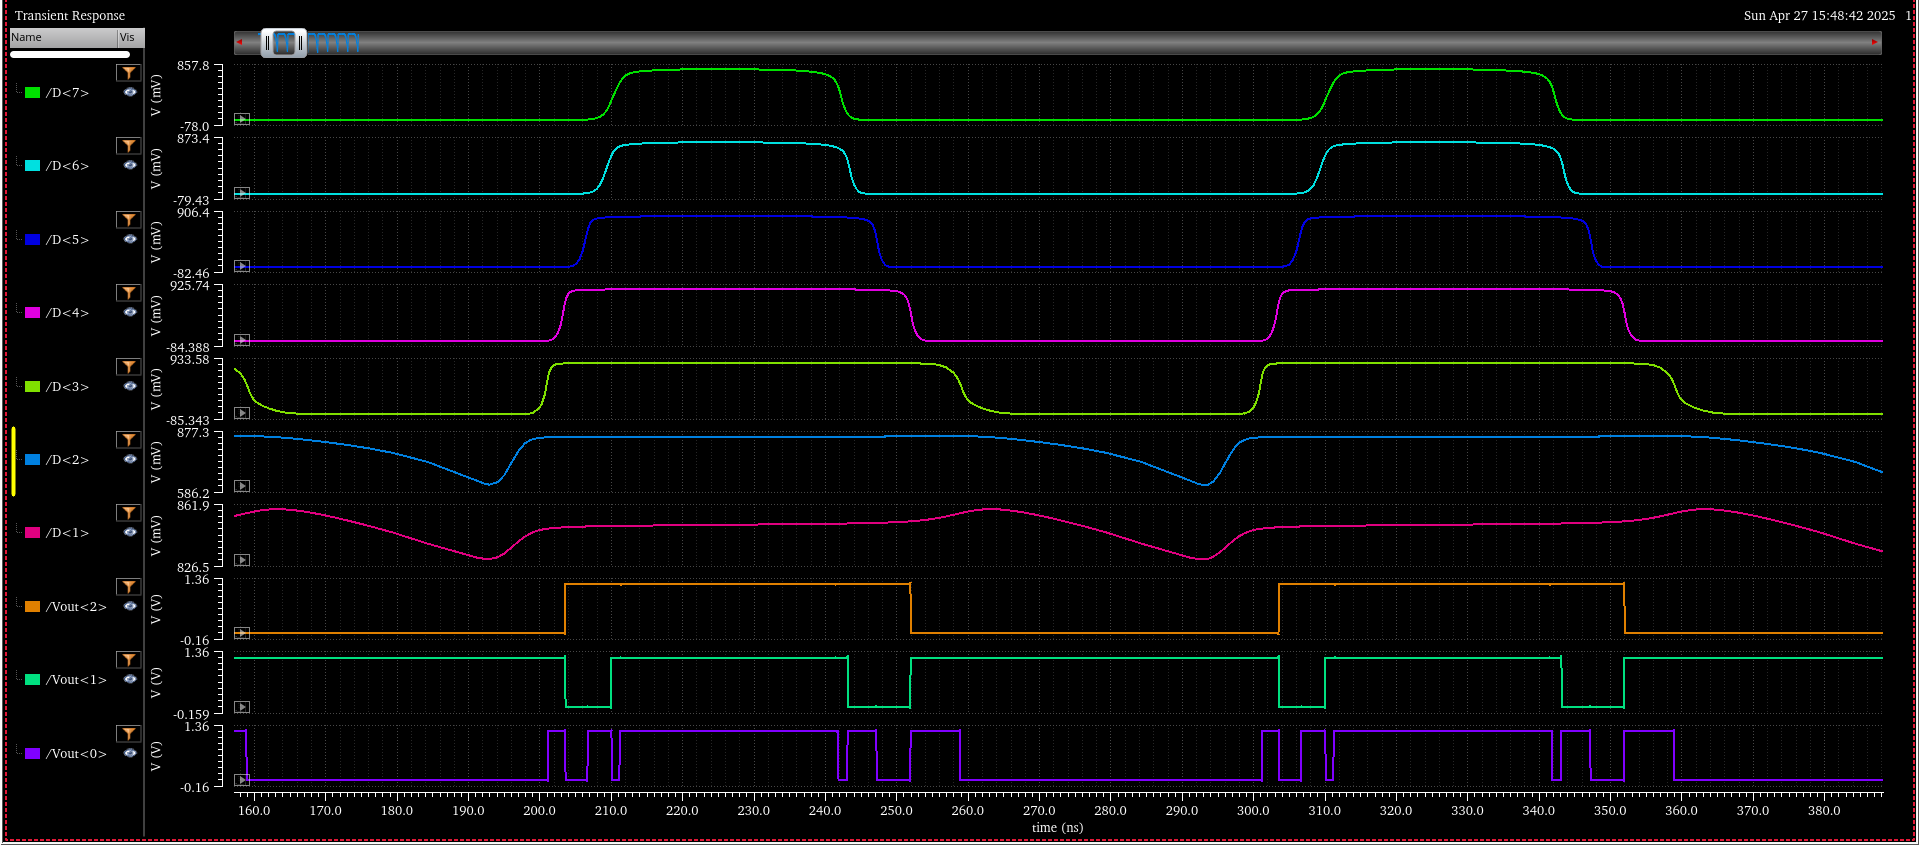 Transient Response
Sun Apr 27 15:48:42 2025 1
Name Vis
/D<7>
V (mV)
857.8
-78.0
/D<6>
V (mV)
873.4
-79.43
/D<5>
V (mV)
906.4
-82.46
/D<4>
V (mV)
925.74
-84.388
/D<3>
V (mV)
933.58
-85.343
/D<2>
V (mV)
877.3
586.2
/D<1>
V (mV)
861.9
826.5
/Vout<2>
V (V)
1.36
-0.16
/Vout<1>
V (V)
1.36
-0.159
/Vout<0>
V (V)
1.36
-0.16
160.0 170.0 180.0 190.0 200.0 210.0 220.0 230.0 240.0 250.0 260.0 270.0 280.0 290.0 300.0 310.0 320.0 330.0 340.0 350.0 360.0 370.0 380.0
time (ns)